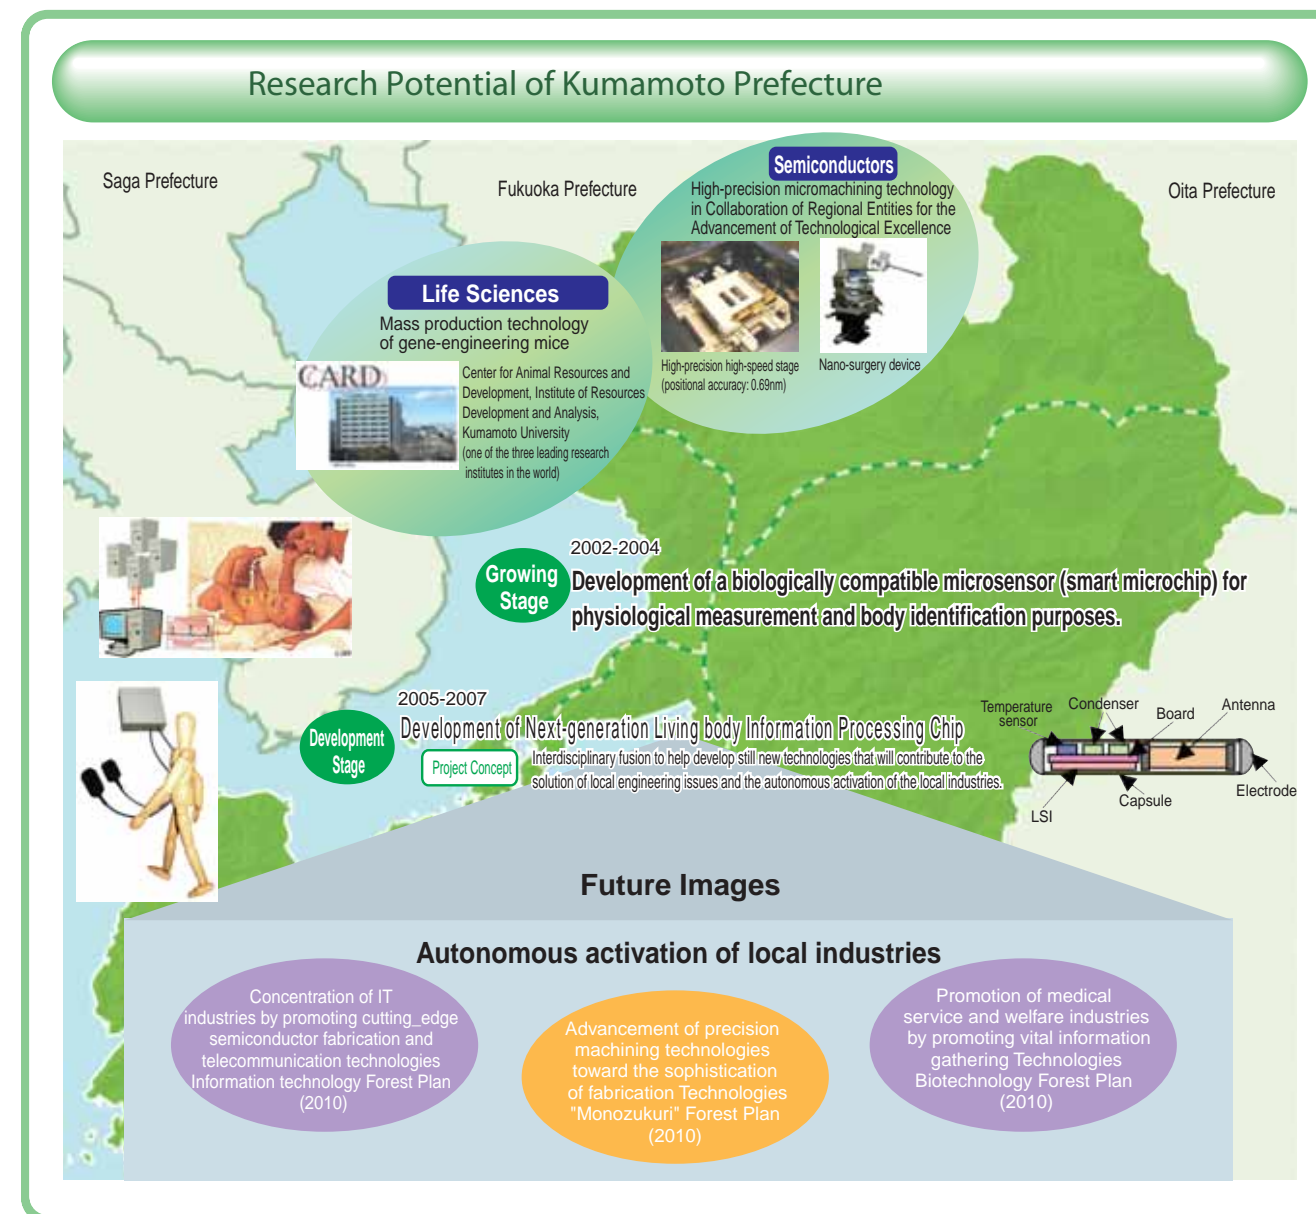 Research Potential of Kumamoto Prefecture
Saga Prefecture
Fukuoka Prefecture
Oita Prefecture
Semiconductors
High-precision micromachining technology
in Collaboration of Regional Entities for the
Advancement of Technological Excellence
High-precision high-speed stage
(positional accuracy: 0.69nm)
Nano-surgery device
Life Sciences
Mass production technology
of gene-engineering mice
CARD
Center for Animal Resources and
Development, Institute of Resources
Development and Analysis,
Kumamoto University
(one of the three leading research
institutes in the world)
Growing
Stage
2002-2004
Development of a biologically compatible microsensor (smart microchip) for
physiological measurement and body identification purposes.
Development
Stage
2005-2007
Development of Next-generation Living body Information Processing Chip
Project Concept
Interdisciplinary fusion to help develop still new technologies that will contribute to the
solution of local engineering issues and the autonomous activation of the local industries.
Temperature
sensor
Condenser
Board
Antenna
Electrode
Capsule
LSI
Future Images
Autonomous activation of local industries
Concentration of IT
industries by promoting cutting_edge
semiconductor fabrication and
telecommunication technologies
Information technology Forest Plan
(2010)
Advancement of precision
machining technologies
toward the sophistication
of fabrication Technologies
"Monozukuri" Forest Plan
(2010)
Promotion of medical
service and welfare industries
by promoting vital information
gathering Technologies
Biotechnology Forest Plan
(2010)